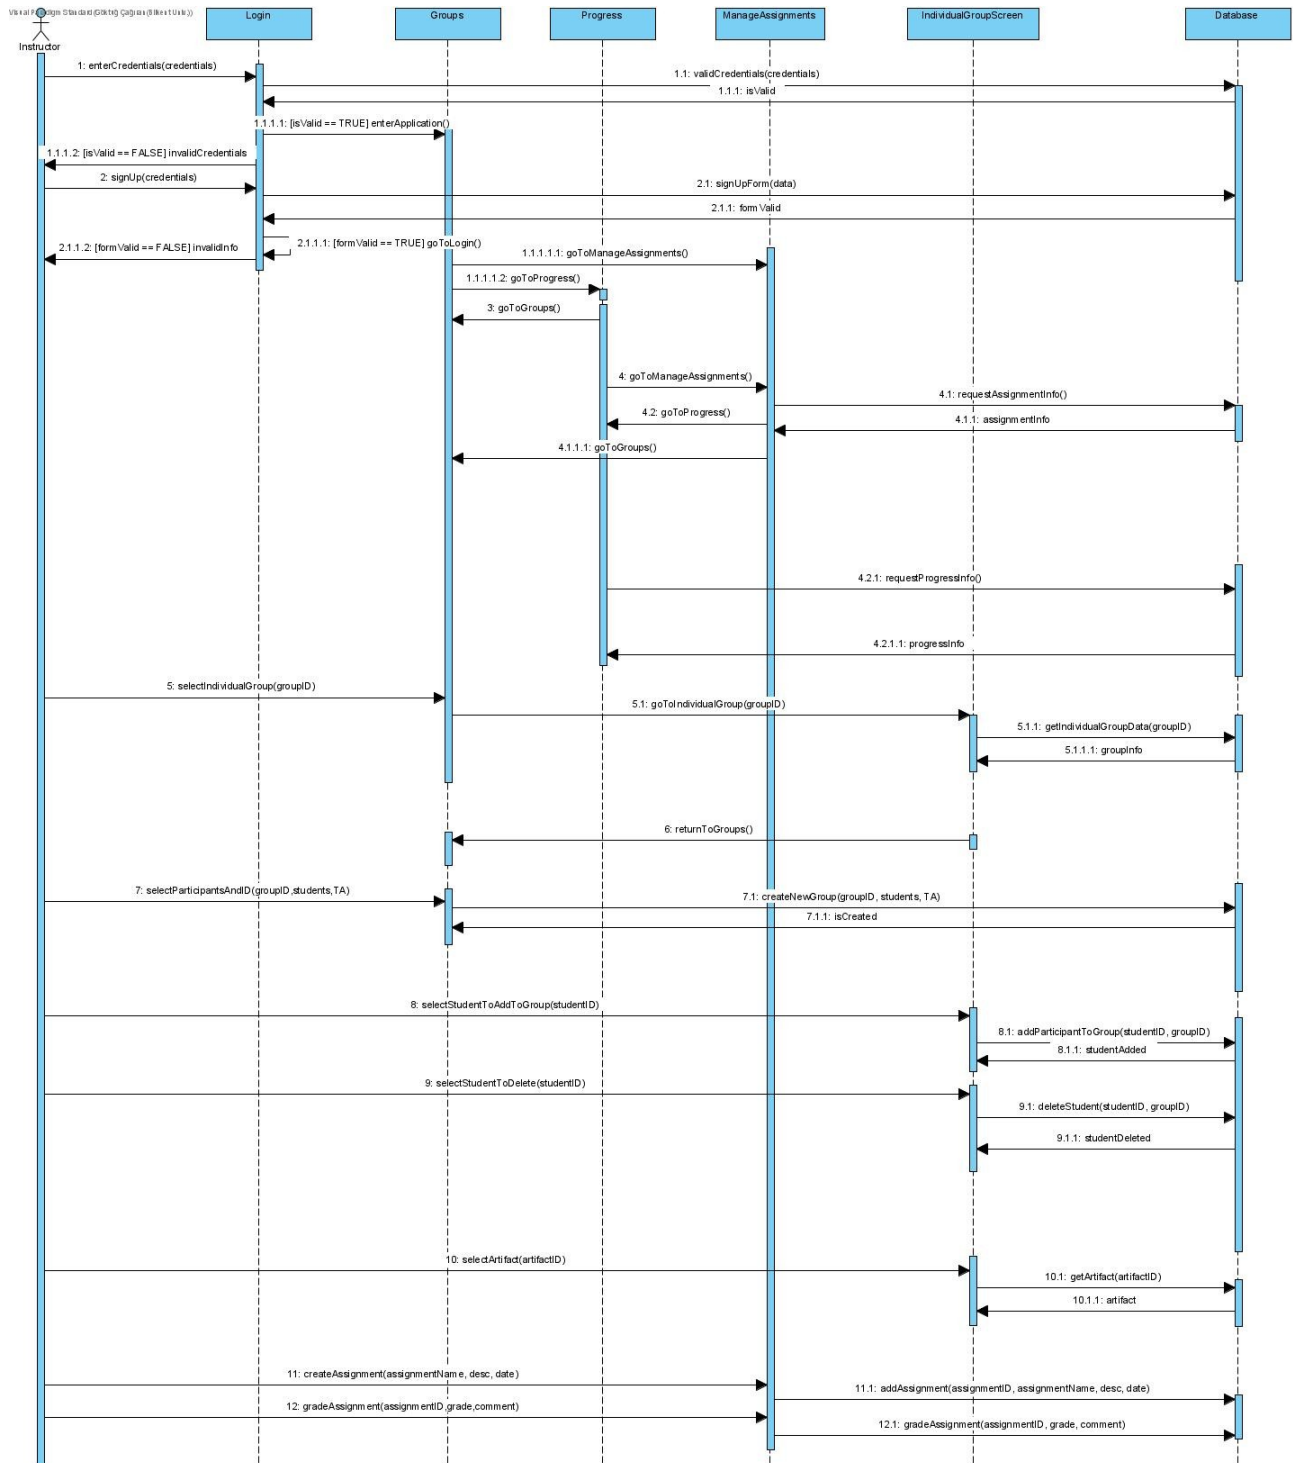 Visual Paradigm Standard(Göktuğ Çağıran(Bilkent Univ.))
Instructor
Login
Groups
Progress
ManageAssignments
IndividualGroupScreen
Database
1: enterCredentials(credentials)
1.1: validCredentials(credentials)
1.1.1: isValid
1.1.1.1: [isValid == TRUE] enterApplication()
1.1.1.2: [isValid == FALSE] invalidCredentials
2: signUp(credentials)
2.1: signUpForm(data)
2.1.1: formValid
2.1.1.1: [formValid == TRUE] goToLogin()
2.1.1.2: [formValid == FALSE] invalidInfo
1.1.1.1.1: goToManageAssignments()
1.1.1.1.2: goToProgress()
3: goToGroups()
4: goToManageAssignments()
4.1: requestAssignmentInfo()
4.2: goToProgress()
4.1.1: assignmentInfo
4.1.1.1: goToGroups()
4.2.1: requestProgressInfo()
4.2.1.1: progressInfo
5: selectIndividualGroup(groupID)
5.1: goToIndividualGroup(groupID)
5.1.1: getIndividualGroupData(groupID)
5.1.1.1: groupInfo
6: returnToGroups()
7: selectParticipantsAndID(groupID,students,TA)
7.1: createNewGroup(groupID, students, TA)
7.1.1: isCreated
8: selectStudentToAddToGroup(studentID)
8.1: addParticipantToGroup(studentID, groupID)
8.1.1: studentAdded
9: selectStudentToDelete(studentID)
9.1: deleteStudent(studentID, groupID)
9.1.1: studentDeleted
10: selectArtifact(artifactID)
10.1: getArtifact(artifactID)
10.1.1: artifact
11: createAssignment(assignmentName, desc, date)
11.1: addAssignment(assignmentID, assignmentName, desc, date)
12: gradeAssignment(assignmentID,grade,comment)
12.1: gradeAssignment(assignmentID, grade, comment)